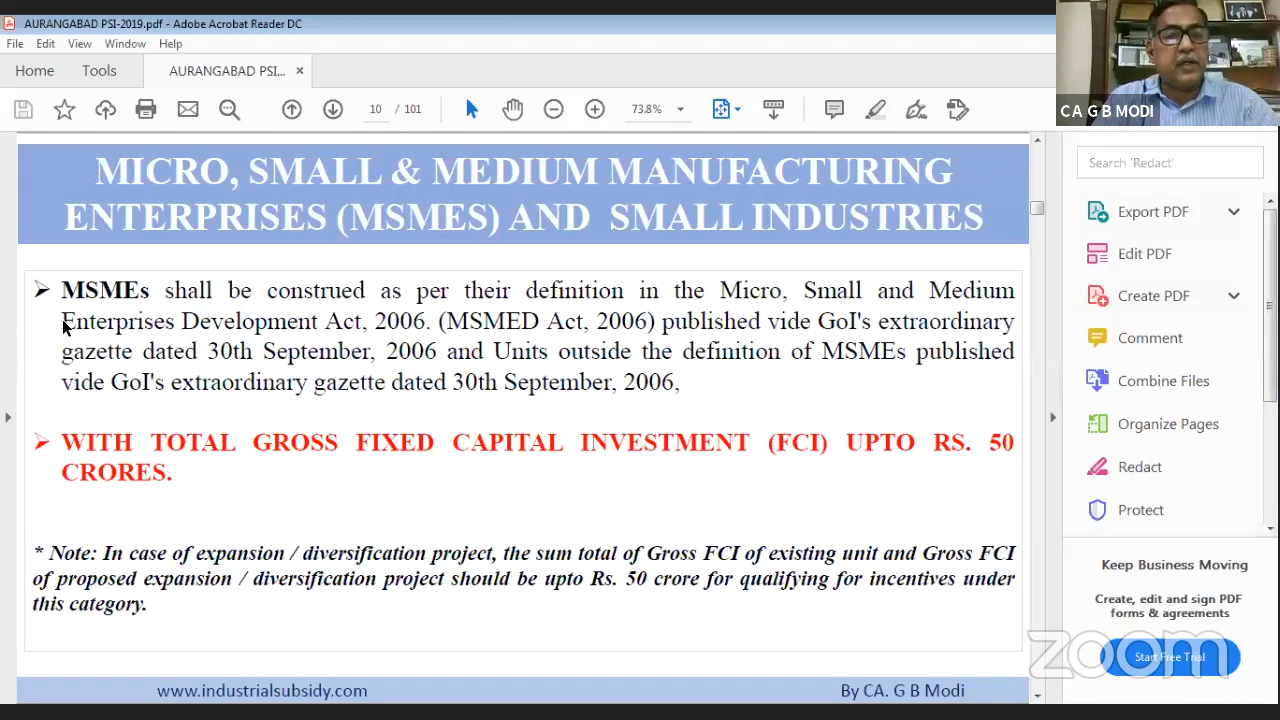 AURANGABAD PSI-2019.pdf - Adobe Acrobat Reader DC
File Edit View Window Help
Home Tools AURANGABAD PSI... ×
10 / 101 73.8%
CA G B MODI
MICRO, SMALL & MEDIUM MANUFACTURING
ENTERPRISES (MSMES) AND SMALL INDUSTRIES
➢ MSMEs shall be construed as per their definition in the Micro, Small and Medium
Enterprises Development Act, 2006. (MSMED Act, 2006) published vide GoI's extraordinary
gazette dated 30th September, 2006 and Units outside the definition of MSMEs published
vide GoI's extraordinary gazette dated 30th September, 2006,
➢ WITH TOTAL GROSS FIXED CAPITAL INVESTMENT (FCI) UPTO RS. 50
CRORES.
* Note: In case of expansion / diversification project, the sum total of Gross FCI of existing unit and Gross FCI
of proposed expansion / diversification project should be upto Rs. 50 crore for qualifying for incentives under
this category.
www.industrialsubsidy.com By CA. G B Modi
Search 'Redact'
Export PDF
Edit PDF
Create PDF
Comment
Combine Files
Organize Pages
Redact
Protect
Keep Business Moving
Create, edit and sign PDF
forms & agreements
Start Free Trial
zoom